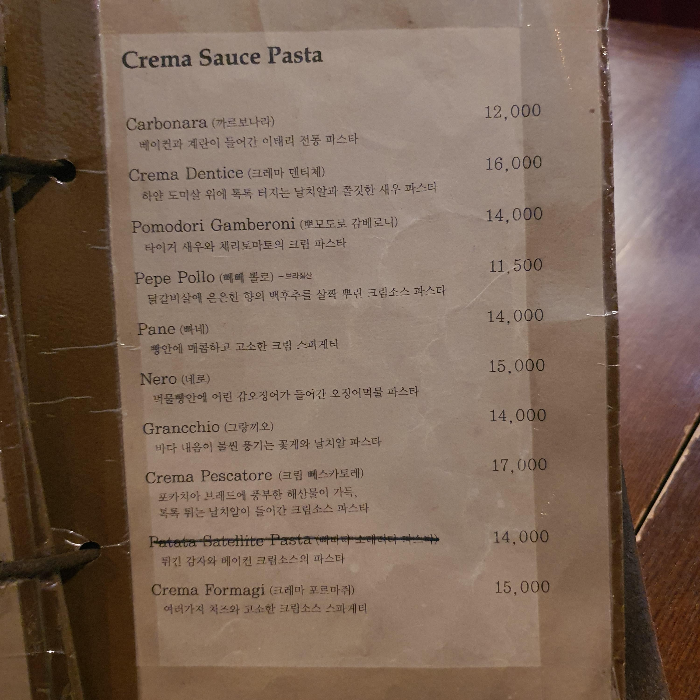 Crema Sauce Pasta
Carbonara (까르보나라) 12,000
베이컨과 계란이 들어간 이태리 전통 파스타
Crema Dentice (크레마 덴티체) 16,000
하얀 도미살 위에 톡톡 터지는 날치알과 쫄깃한 새우 파스타
Pomodori Gamberoni (뽀모도로 감베로니) 14,000
타이거 새우와 체리토마토의 크림 파스타
Pepe Pollo (빼빼 뽈로) -브라질산 11,500
닭갈비살에 은은한 향의 백후추를 살짝 뿌린 크림소스 파스타
Pane (빠네) 14,000
빵안에 매콤하고 고소한 크림 스파게티
Nero (네로) 15,000
먹물빵안에 어린 갑오징어가 들어간 오징어먹물 파스타
Grancchio (그랑끼오) 14,000
바다 내음이 물씬 풍기는 꽃게와 날치알 파스타
Crema Pescatore (크림 뻬스카토레) 17,000
포카치아 브레드에 풍부한 해산물이 가득,
톡톡 튀는 날치알이 들어간 크림소스 파스타
Patata Satellite Pasta 14,000
튀긴 감자와 베이컨 크림소스의 파스타
Crema Formagi (크레마 포르마쥐) 15,000
여러가지 치즈와 고소한 크림소스 스파게티